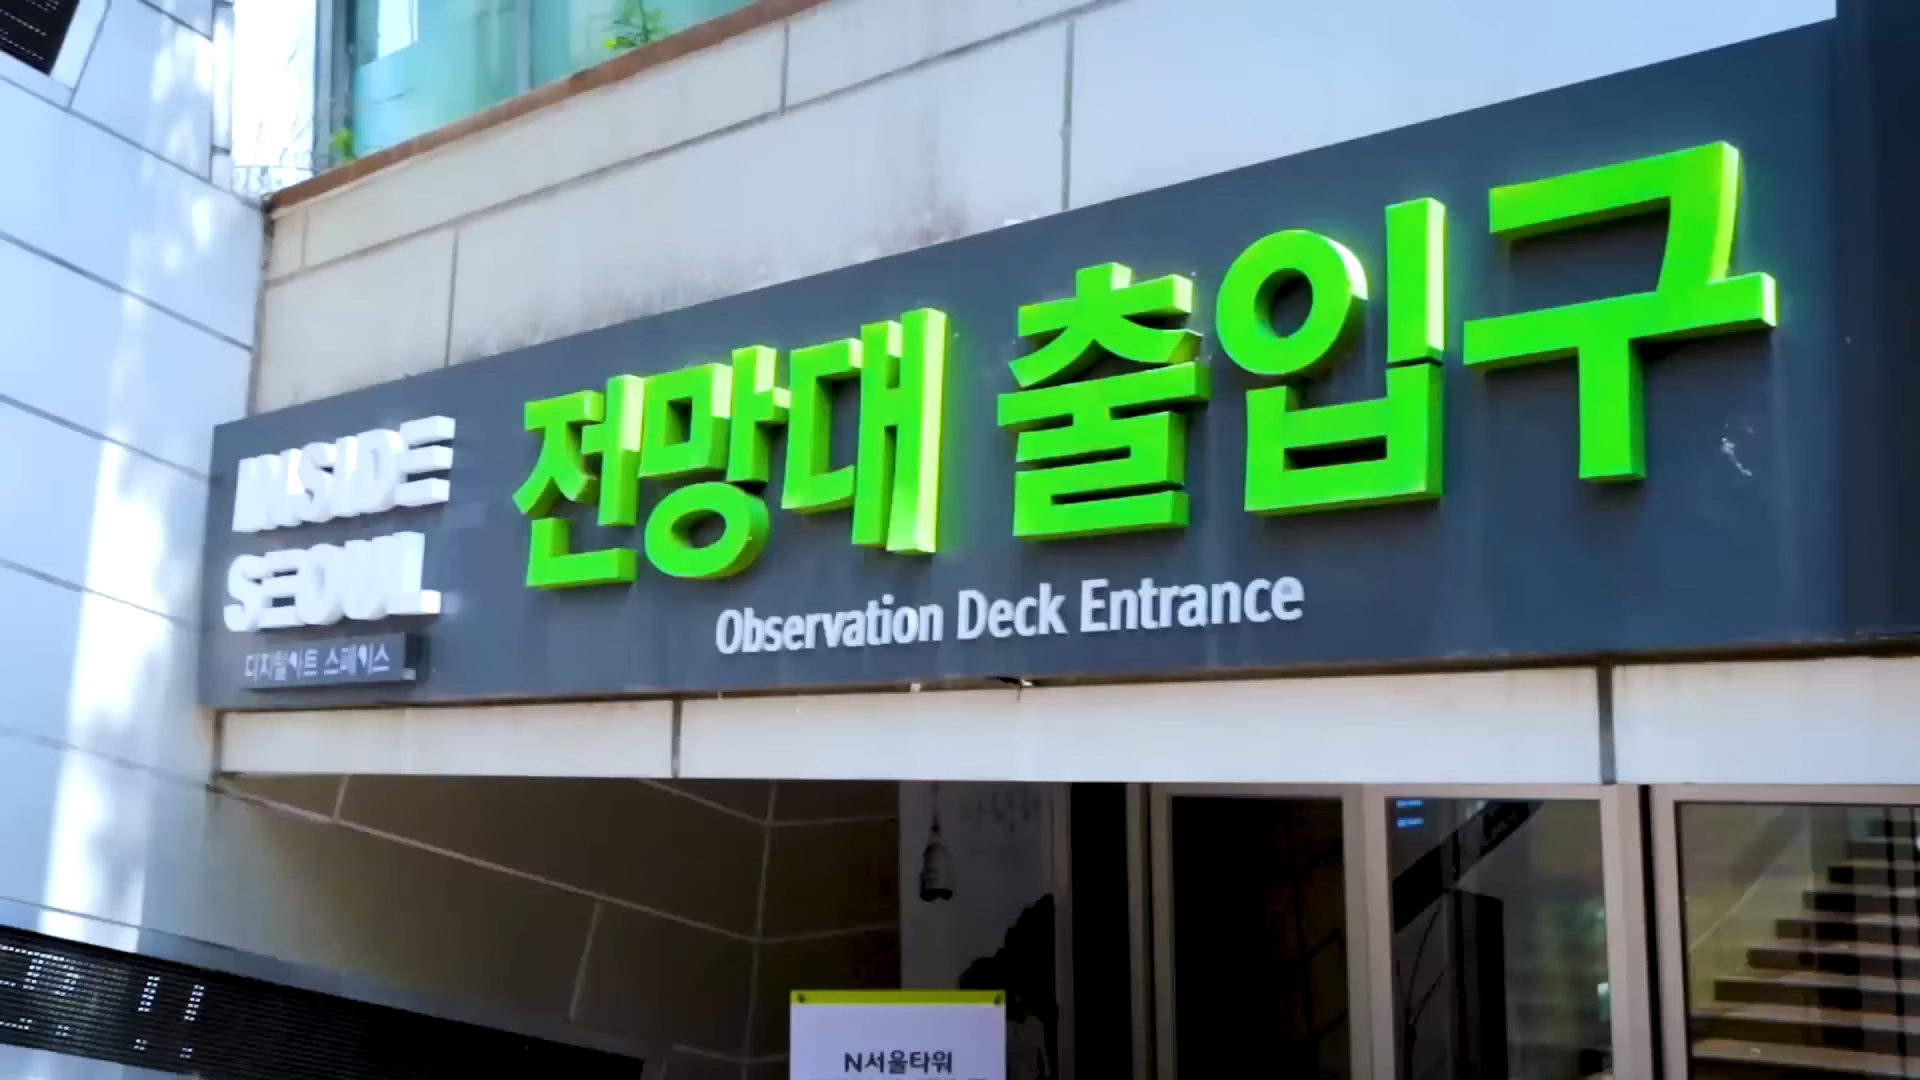 INSIDE
SEOUL
디지털아트 스페이스
전망대 출입구
Observation Deck Entrance
N서울타워